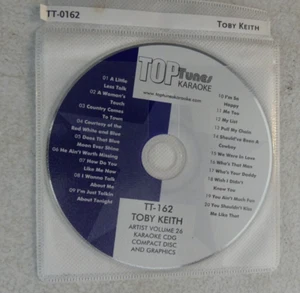 TT-0162
TOBY KEITH
TOP Tunes
KARAOKE
www.toptuneskaraoke.com
01 A Little
Less Talk
02 A Woman's
Touch
03 Country Comes
To Town
04 Courtesy of the
Red White and Blue
05 Does That Blue
Moon Ever Shine
06 He Ain't Worth Missing
07 How Do You
Like Me Now
08 I Wanna Talk
About Me
09 I'm Just Talkin'
About Tonight
10 I'm So
Happy
11 Me Too
12 My List
13 Pull My Chain
14 Should've Been A
Cowboy
15 We Were In Love
16 Who's That Man
17 Who's Your Daddy
18 Wish I Didn't
Know You
19 You Ain't Much Fun
20 You Shouldn't Kiss
Me Like That
TT-162
TOBY KEITH
ARTIST VOLUME 26
KARAOKE CDG
COMPACT DISC
AND GRAPHICS